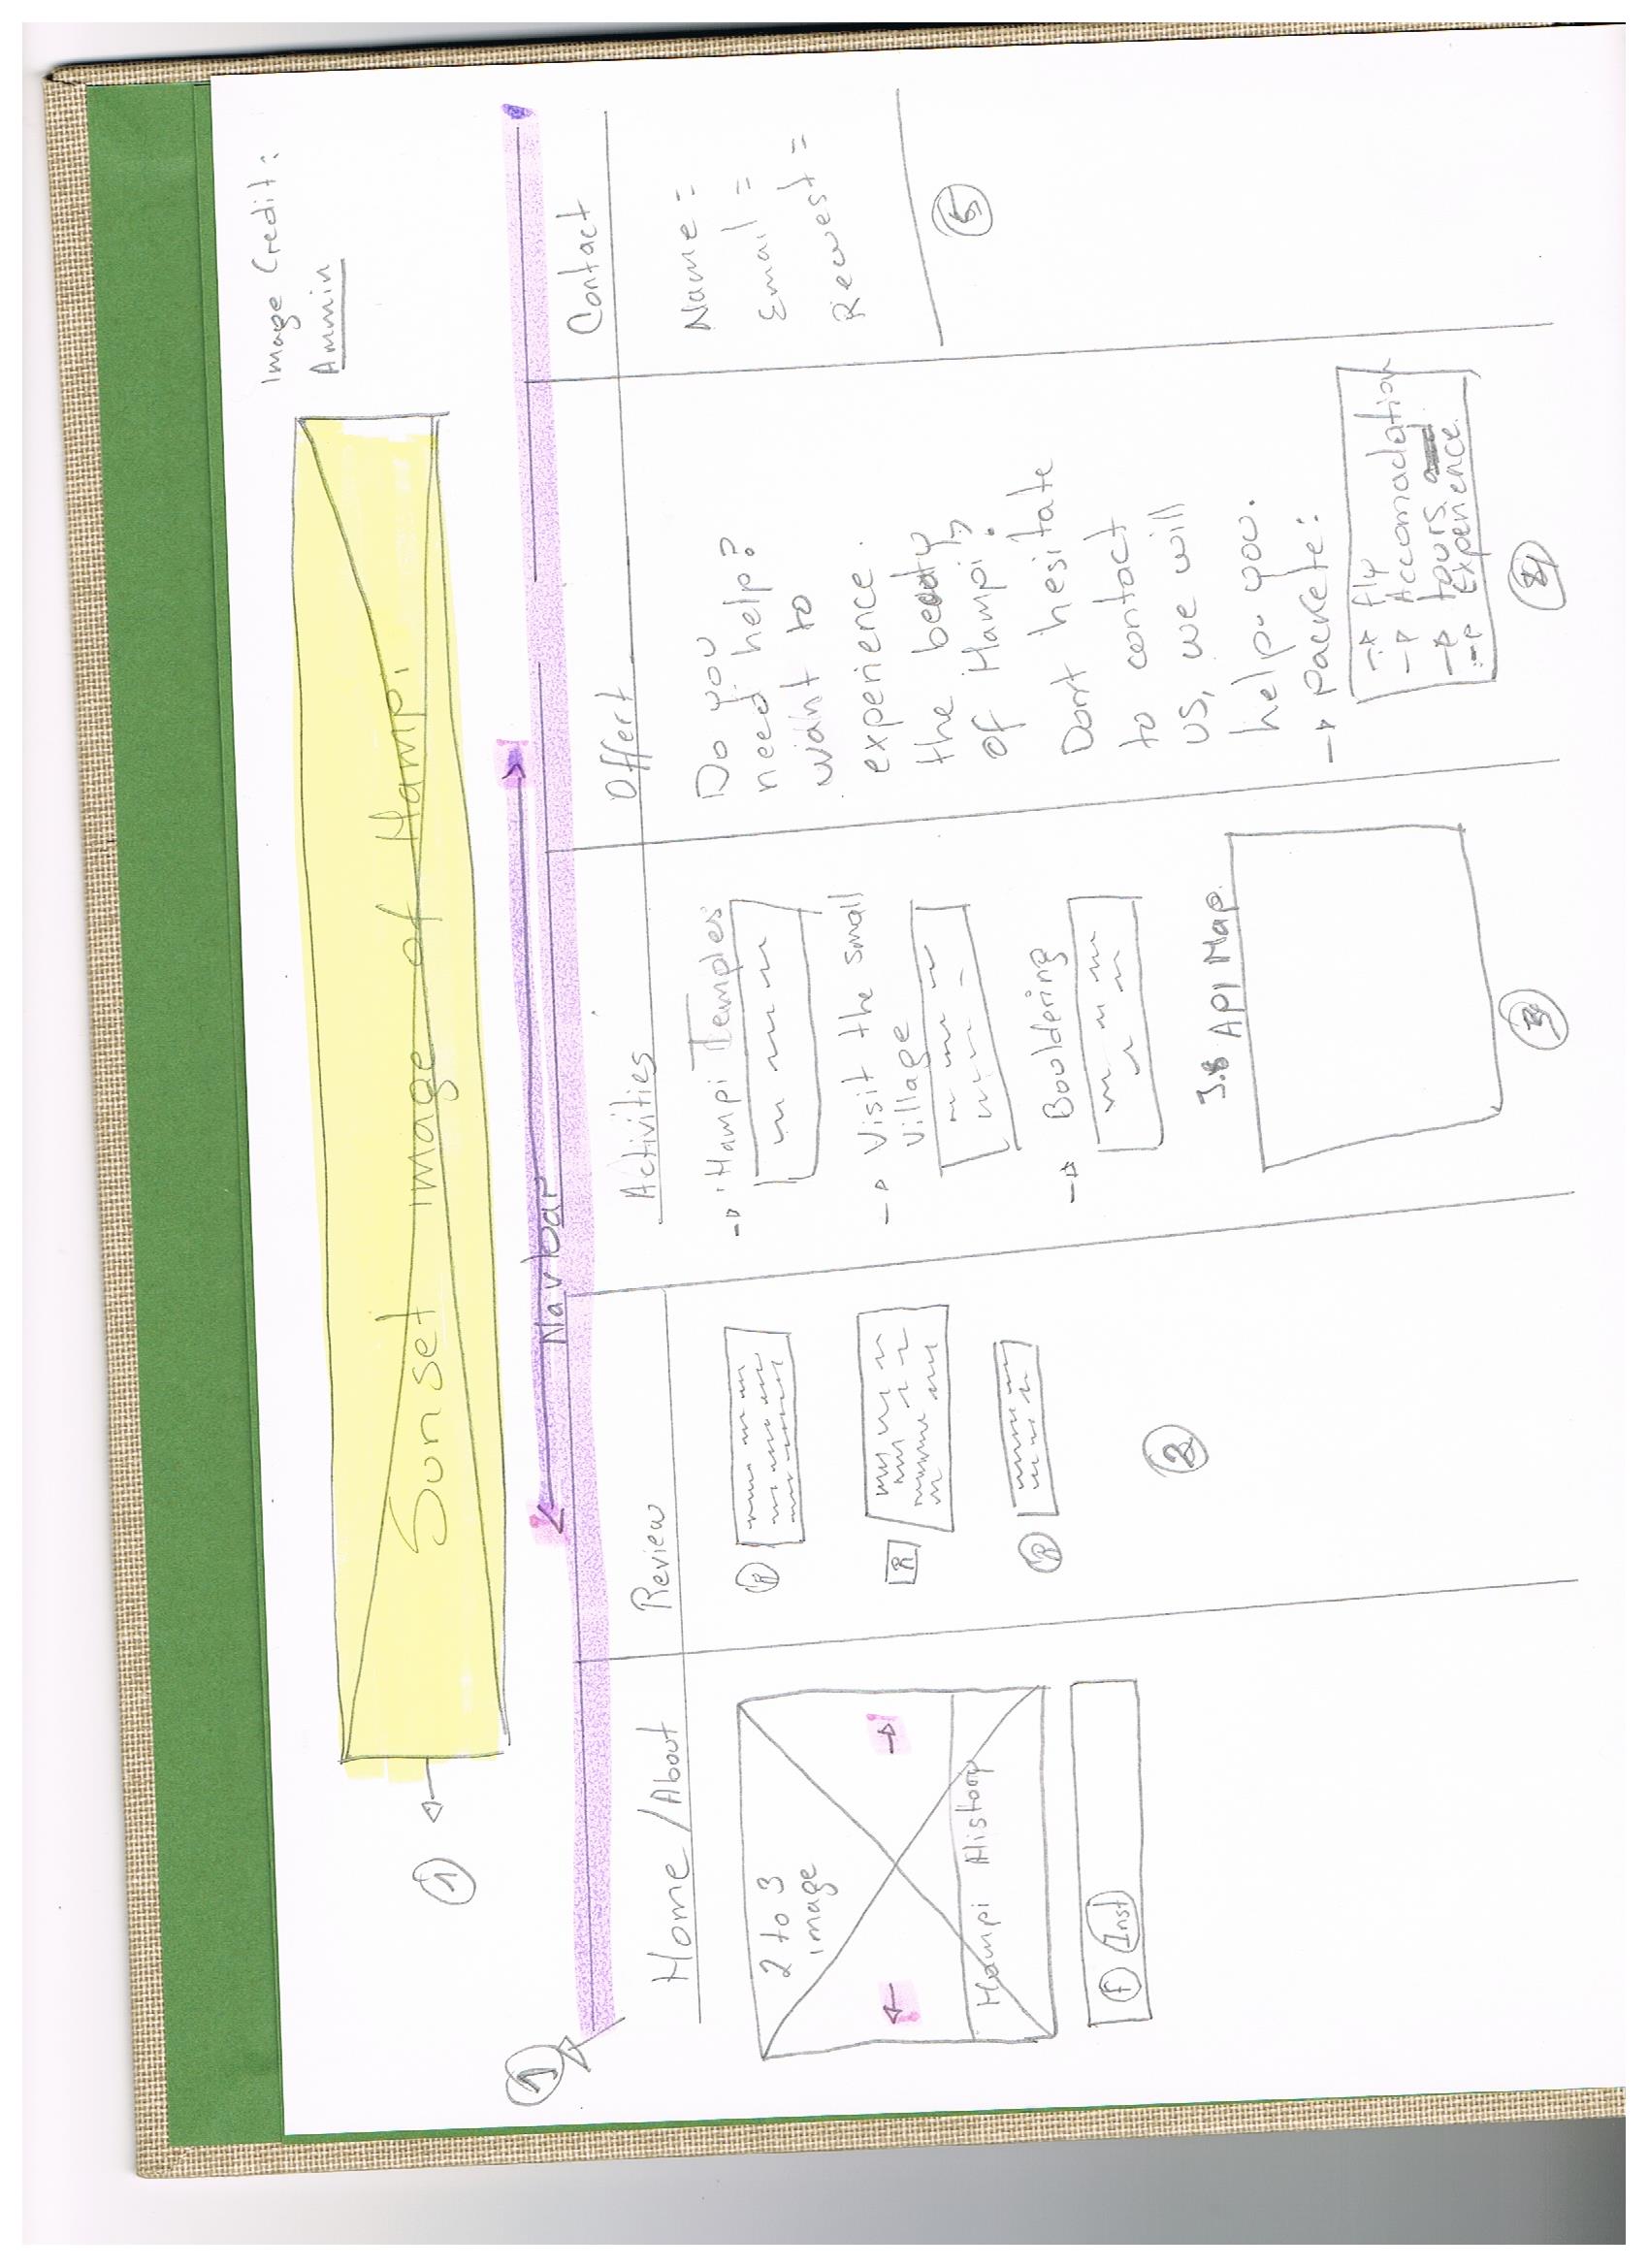 Image Credit:
Ammin
Sunset image of Hampi
1
1
Navbar
Home / About
2 to 3
image
Hampi History
F Inst
Review
R
R
R
2
Activities
Hampi Temples
Visit the small
village
Bouldering
J.S API Map.
3
Offert
Do you
need help?
want to
experience.
the beauty
of Hampi?
Dont hesitate
to contact
us, we will
help you.
Packete:
fly
Accomadation
tours
Experience.
4
Contact
Name =
Email =
Rewest =
5